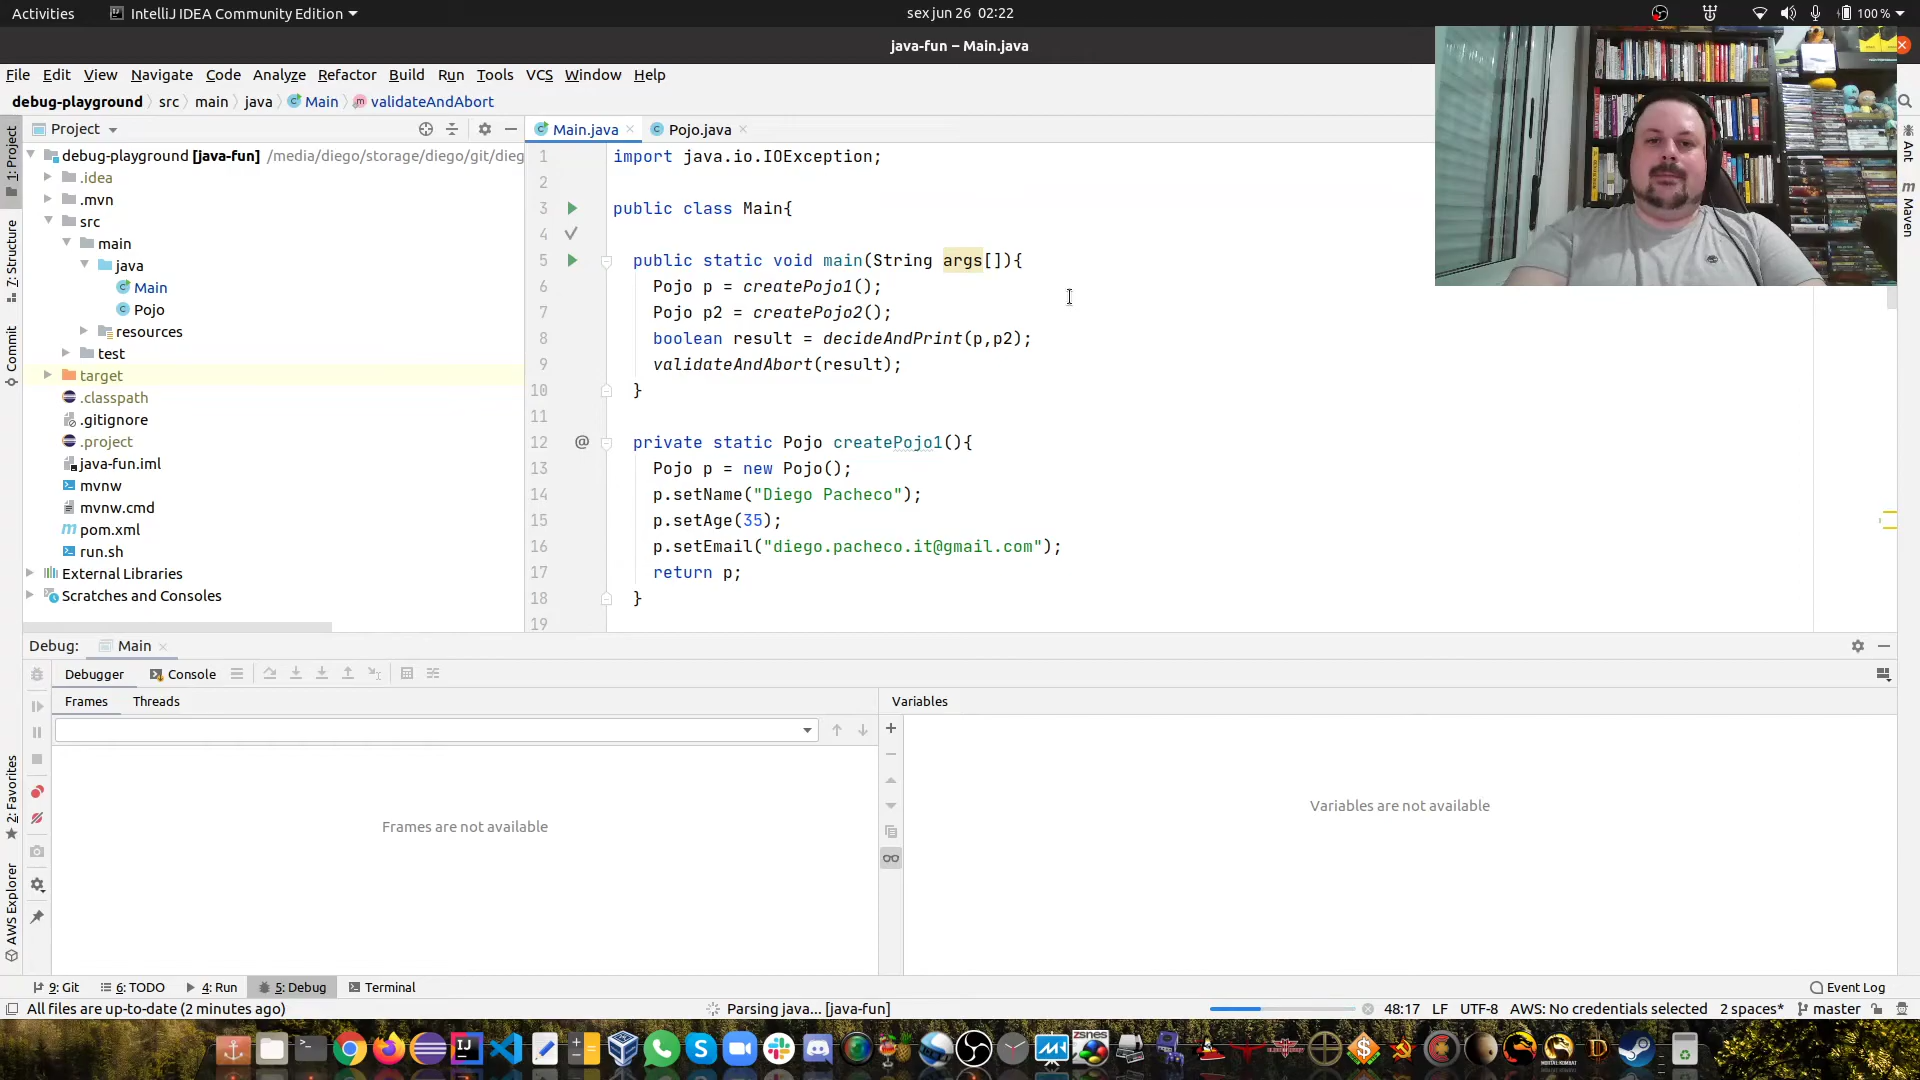 Activities IntelliJ IDEA Community Edition sex jun 26 02:22 100 %
java-fun – Main.java
File Edit View Navigate Code Analyze Refactor Build Run Tools VCS Window Help
debug-playground src main java Main validateAndAbort
Project
Main.java
Pojo.java
debug-playground [java-fun] /media/diego/storage/diego/git/dieg
.idea
.mvn
src
main
java
Main
Pojo
resources
test
target
.classpath
.gitignore
.project
java-fun.iml
mvnw
mvnw.cmd
pom.xml
run.sh
External Libraries
Scratches and Consoles
1 import java.io.IOException;
2
3 public class Main{
4
5 public static void main(String args[]){
6 Pojo p = createPojo1();
7 Pojo p2 = createPojo2();
8 boolean result = decideAndPrint(p,p2);
9 validateAndAbort(result);
10 }
11
12 @ private static Pojo createPojo1(){
13 Pojo p = new Pojo();
14 p.setName("Diego Pacheco");
15 p.setAge(35);
16 p.setEmail("diego.pacheco.it@gmail.com");
17 return p;
18 }
19
1: Project
7: Structure
Commit
2: Favorites
AWS Explorer
Ant
Maven
Debug: Main
Debugger Console
Frames Threads
Variables
Frames are not available
Variables are not available
9: Git 6: TODO 4: Run 5: Debug Terminal Event Log
All files are up-to-date (2 minutes ago) Parsing java... [java-fun] 48:17 LF UTF-8 AWS: No credentials selected 2 spaces* master
zsnes